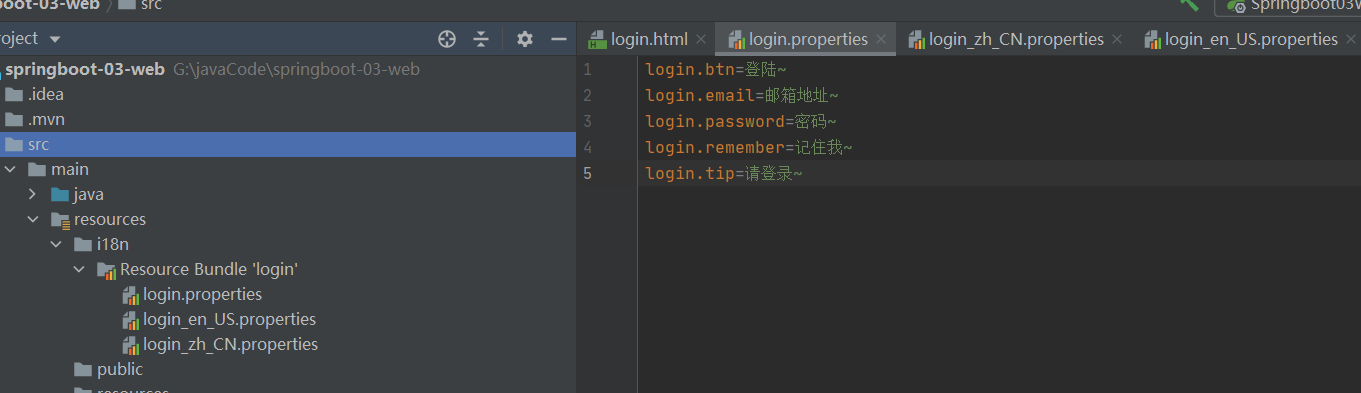 boot-03-web src
Springboot03W
roject
login.html login.properties login_zh_CN.properties login_en_US.properties
springboot-03-web G:\javaCode\springboot-03-web
.idea
.mvn
src
main
java
resources
i18n
Resource Bundle 'login'
login.properties
login_en_US.properties
login_zh_CN.properties
public
resources
1 login.btn=登陆~
2 login.email=邮箱地址~
3 login.password=密码~
4 login.remember=记住我~
5 login.tip=请登录~